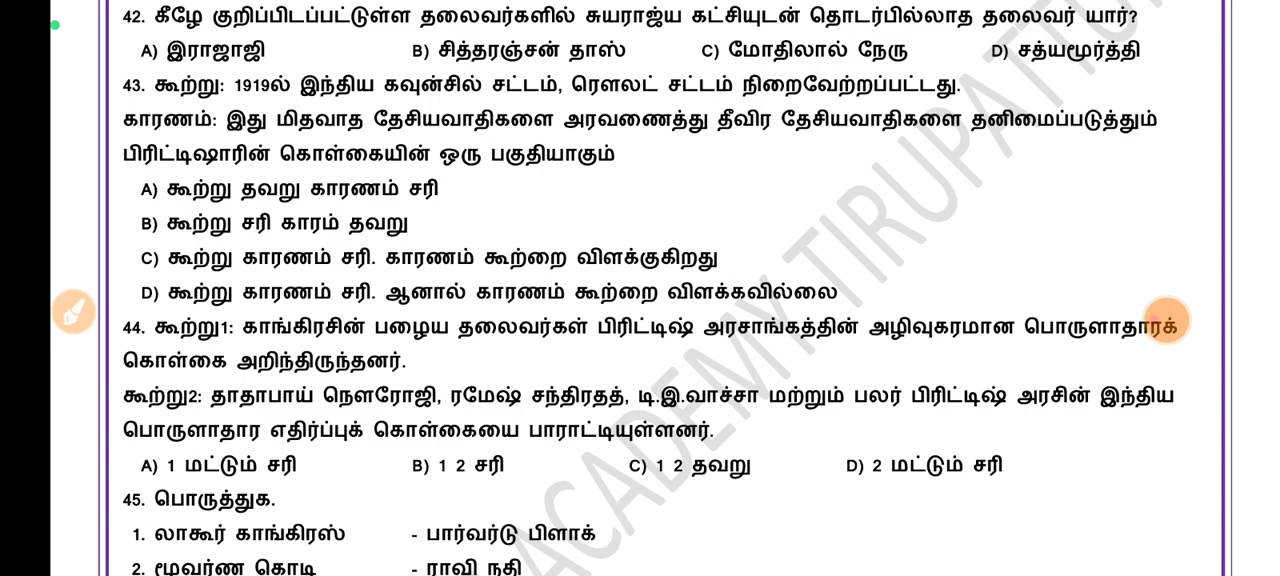 42. கீழே குறிப்பிடப்பட்டுள்ள தலைவர்களில் சுயராஜ்ய கட்சியுடன் தொடர்பில்லாத தலைவர் யார்?
A) இராஜாஜி B) சித்தரஞ்சன் தாஸ் C) மோதிலால் நேரு D) சத்யமூர்த்தி
43. கூற்று: 1919ல் இந்திய கவுன்சில் சட்டம், ரௌலட் சட்டம் நிறைவேற்றப்பட்டது.
காரணம்: இது மிதவாத தேசியவாதிகளை அரவணைத்து தீவிர தேசியவாதிகளை தனிமைப்படுத்தும்
பிரிட்டிஷாரின் கொள்கையின் ஒரு பகுதியாகும்
A) கூற்று தவறு காரணம் சரி
B) கூற்று சரி காரம் தவறு
C) கூற்று காரணம் சரி. காரணம் கூற்றை விளக்குகிறது
D) கூற்று காரணம் சரி. ஆனால் காரணம் கூற்றை விளக்கவில்லை
44. கூற்று1: காங்கிரசின் பழைய தலைவர்கள் பிரிட்டிஷ் அரசாங்கத்தின் அழிவுகரமான பொருளாதாரக்
கொள்கை அறிந்திருந்தனர்.
கூற்று2: தாதாபாய் நௌரோஜி, ரமேஷ் சந்திரதத், டி.இ.வாச்சா மற்றும் பலர் பிரிட்டிஷ் அரசின் இந்திய
பொருளாதார எதிர்ப்புக் கொள்கையை பாராட்டியுள்ளனர்.
A) 1 மட்டும் சரி B) 1 2 சரி C) 1 2 தவறு D) 2 மட்டும் சரி
45. பொருத்துக.
1. லாகூர் காங்கிரஸ் - பார்வர்டு பிளாக்
2. மூவர்ண கொடி - ராவி நதி
ACADEMY TIRUPATTUR